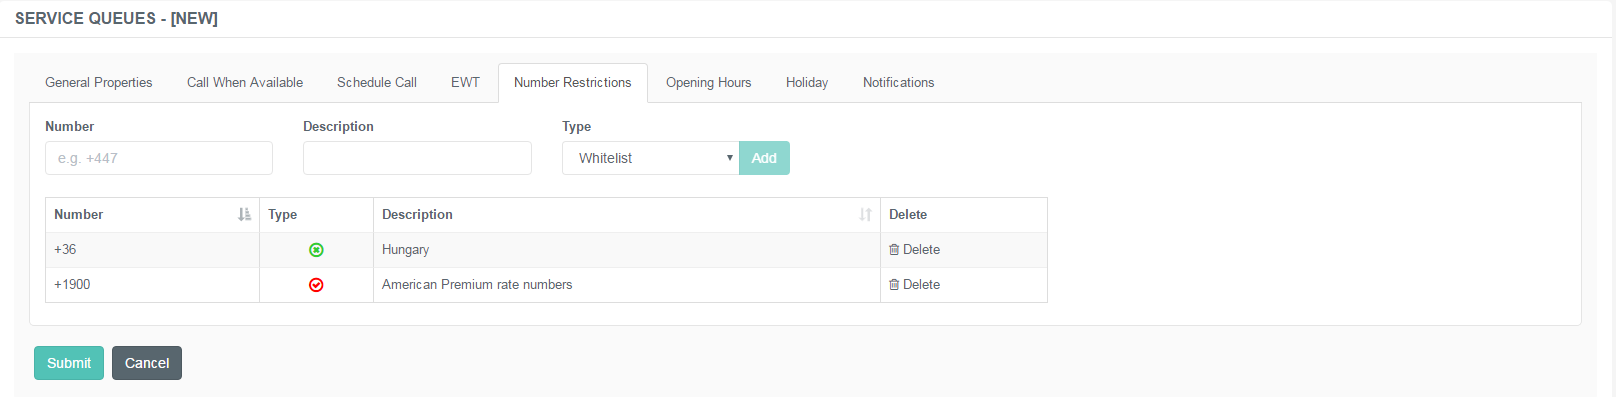 SERVICE QUEUES - [NEW]
General Properties Call When Available Schedule Call EWT Number Restrictions Opening Hours Holiday Notifications
Number Description Type
e.g. +447 Whitelist Add
Number Type Description Delete
+36 Hungary Delete
+1900 American Premium rate numbers Delete
Submit Cancel